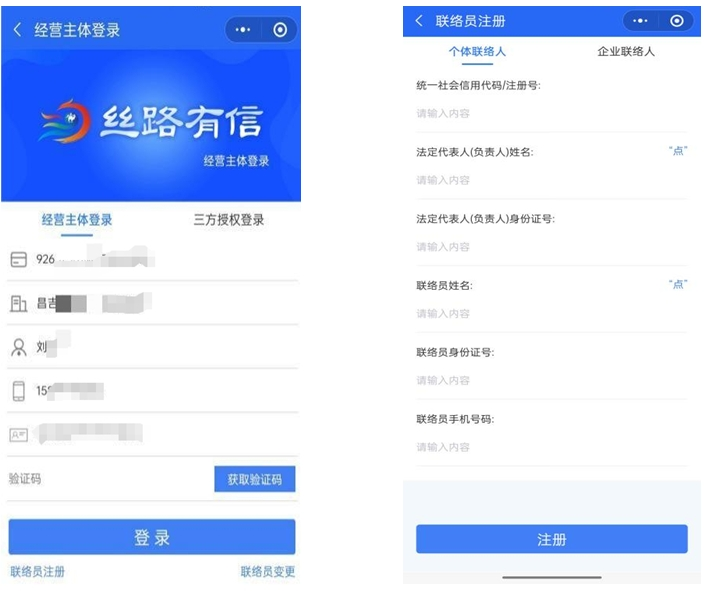 经营主体登录
丝路有信
经营主体登录
经营主体登录
三方授权登录
926
昌吉
刘
15
验证码
获取验证码
登录
联络员注册
联络员变更
联络员注册
个体联络人
企业联络人
统一社会信用代码/注册号:
请输入内容
法定代表人(负责人)姓名:
“点”
请输入内容
法定代表人(负责人)身份证号:
请输入内容
联络员姓名:
“点”
请输入内容
联络员身份证号:
请输入内容
联络员手机号码:
请输入内容
注册